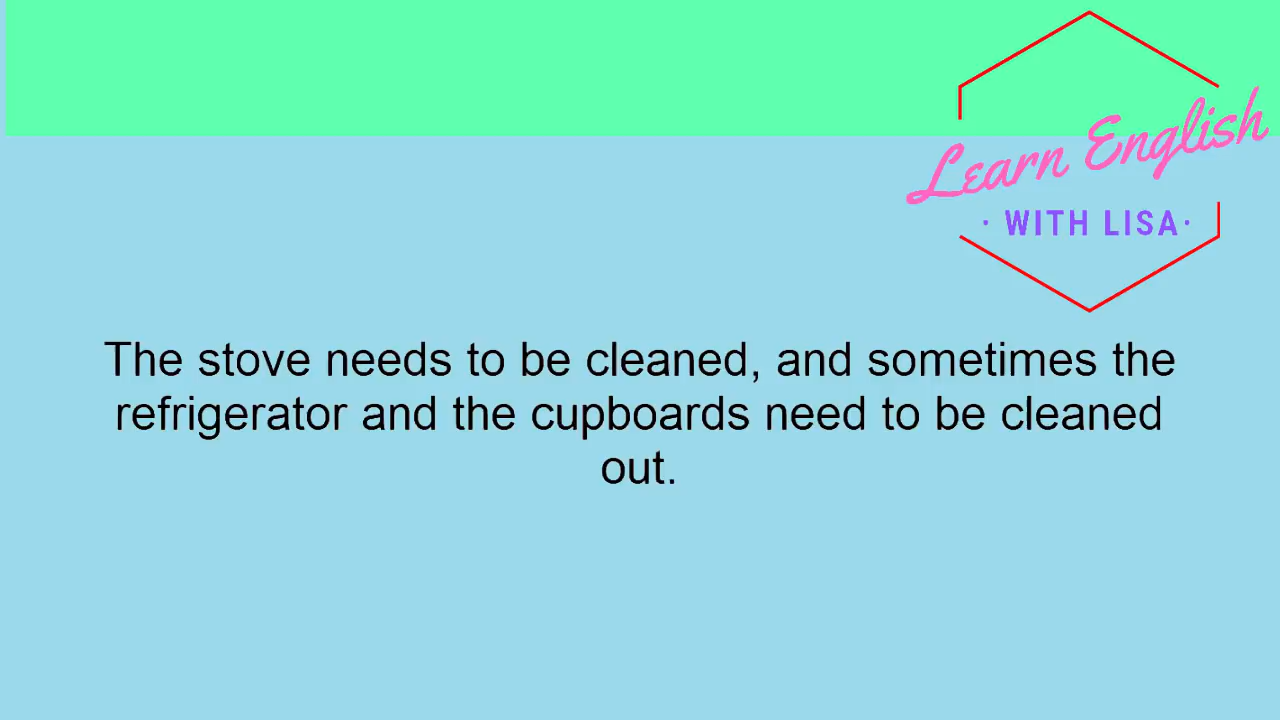 Learn English
· WITH LISA·
The stove needs to be cleaned, and sometimes the
refrigerator and the cupboards need to be cleaned
out.